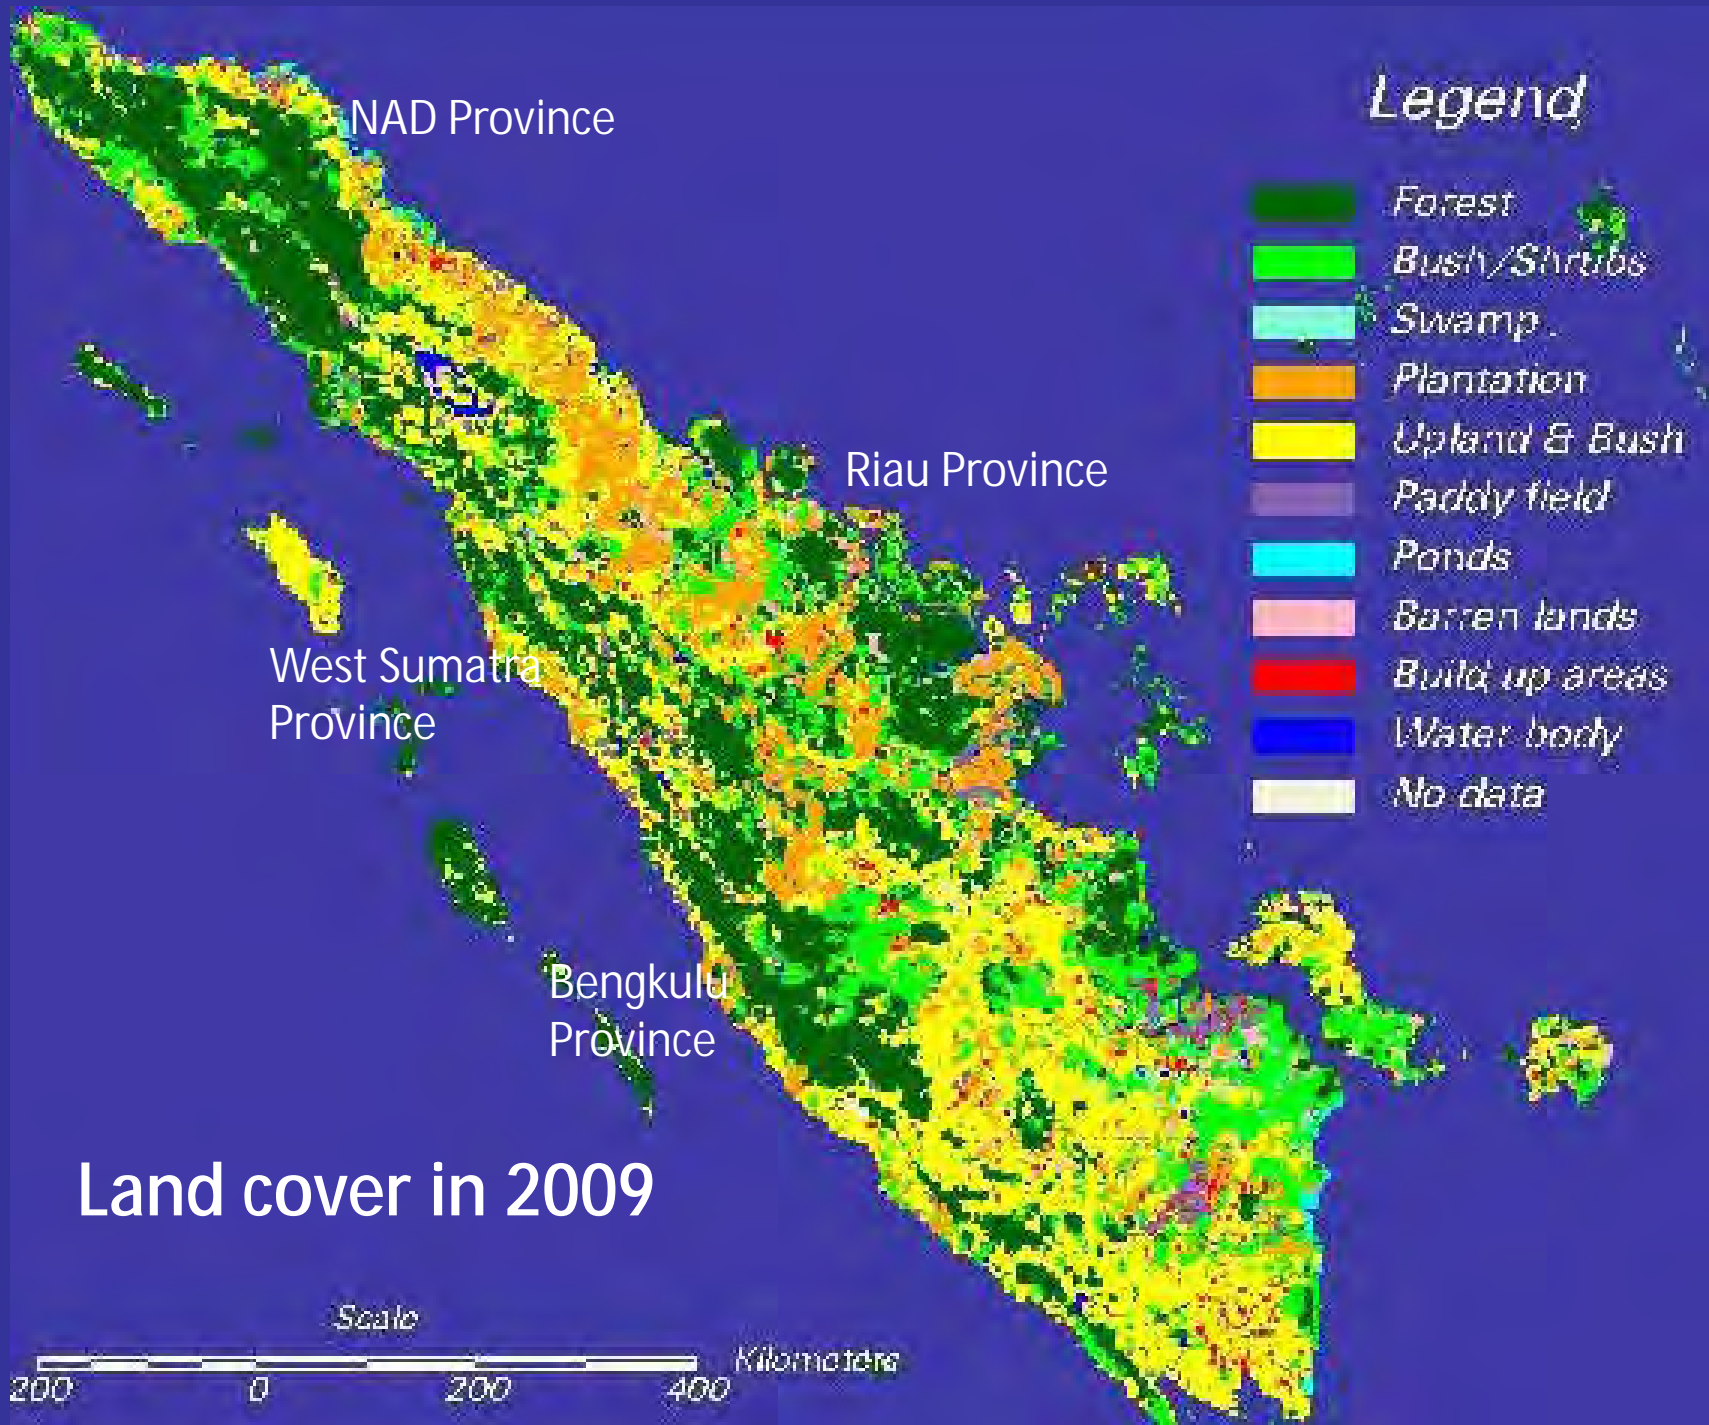 NAD Province
Legend
Forest
Bush/Shrubs
Swamp
Plantation
Upland & Bush
Paddy field
Ponds
Barren lands
Build up areas
Water body
No data
Riau Province
West Sumatra
Province
Bengkulu
Province
Land cover in 2009
Scale
Kilometers
200 0 200 400